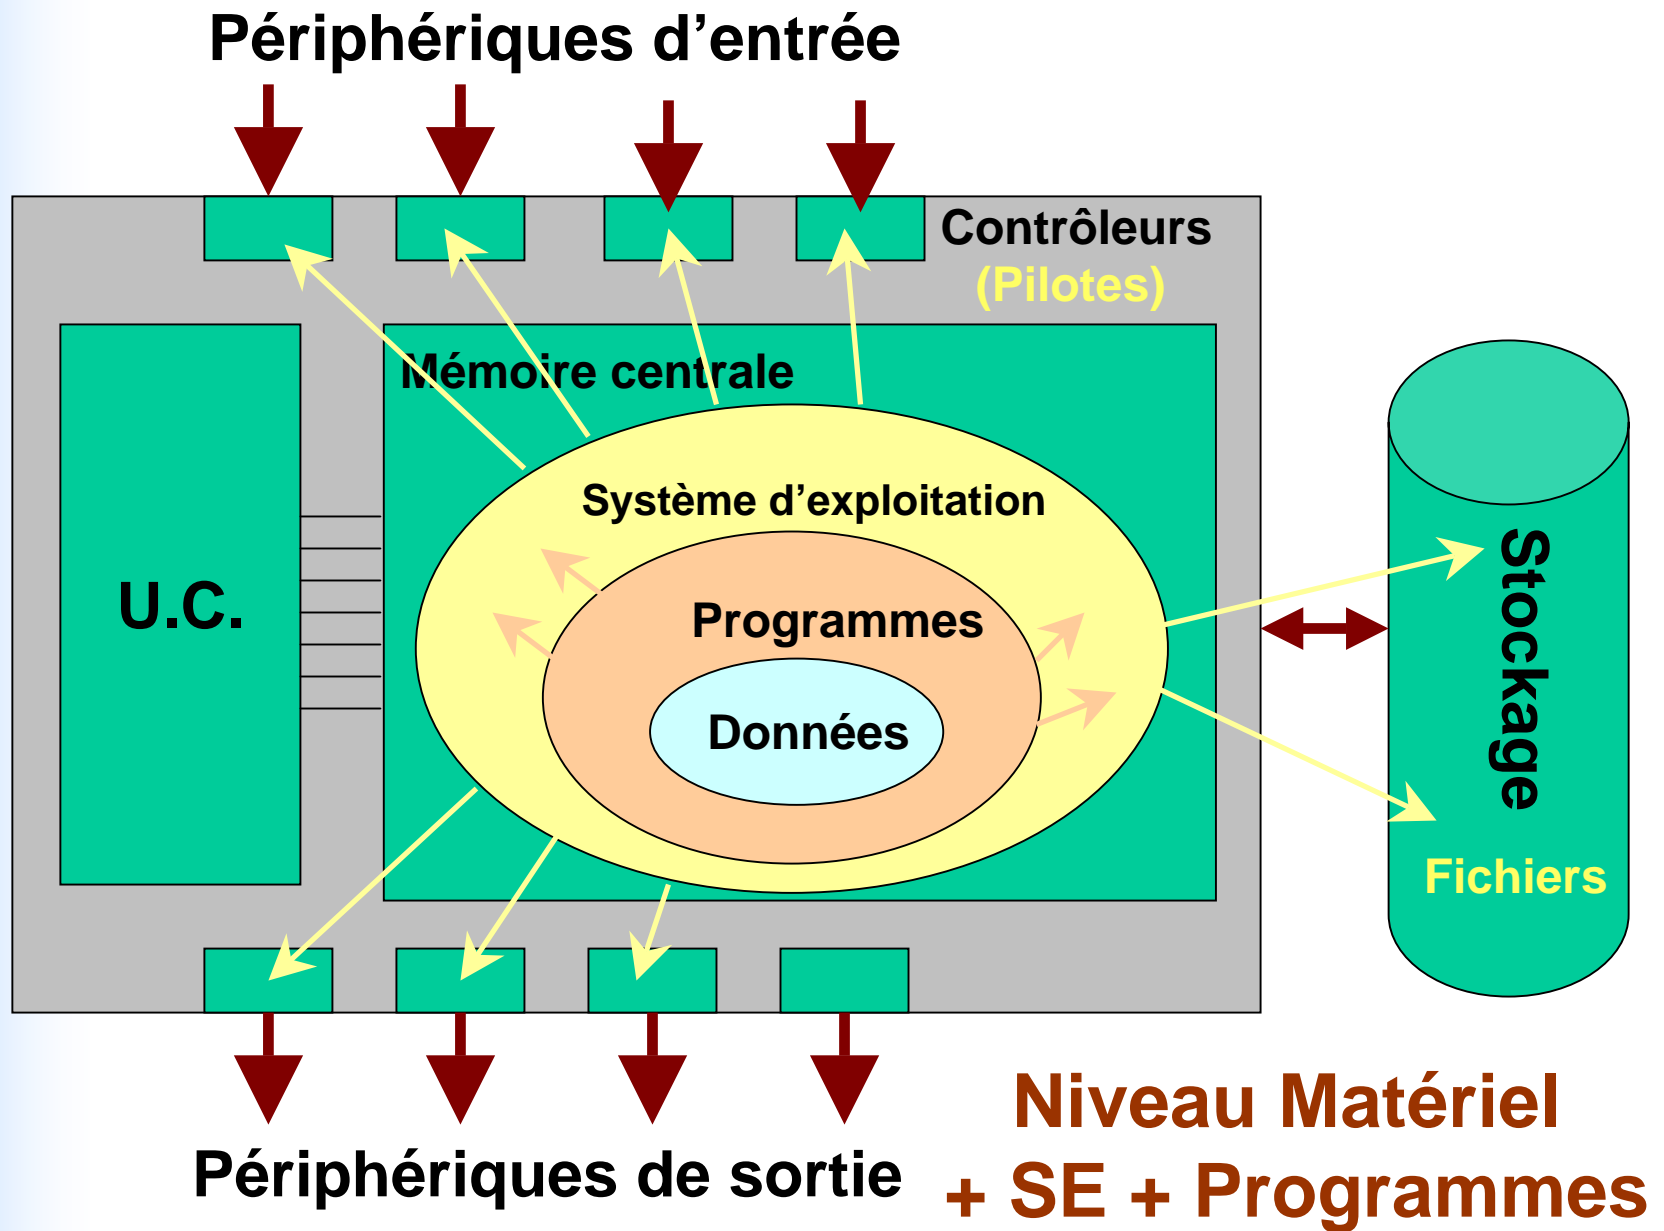 Périphériques d’entrée
Contrôleurs
(Pilotes)
Mémoire centrale
Système d’exploitation
U.C.
Programmes
Données
Stockage
Fichiers
Périphériques de sortie
Niveau Matériel
+ SE + Programmes